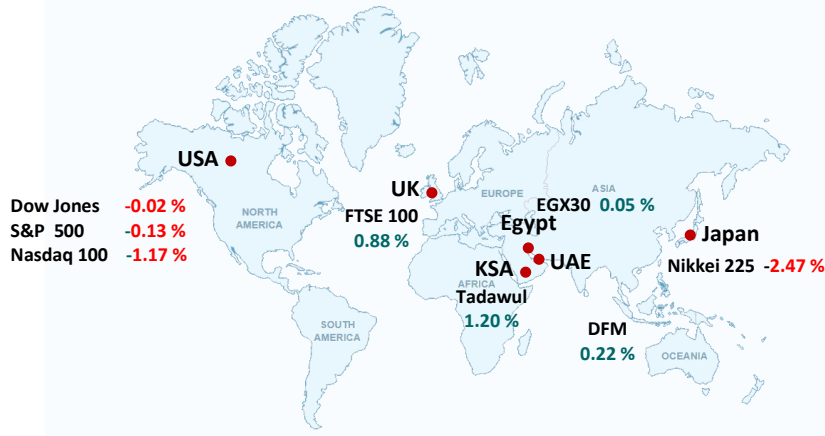 USA
Dow Jones -0.02 %
S&P 500 -0.13 %
Nasdaq 100 -1.17 %
NORTH
AMERICA
SOUTH
AMERICA
UK
FTSE 100
0.88 %
EUROPE
ASIA
EGX30 0.05 %
Egypt
KSA
UAE
AFRICA
Tadawul
1.20 %
Japan
Nikkei 225 -2.47 %
DFM
0.22 %
OCEANIA